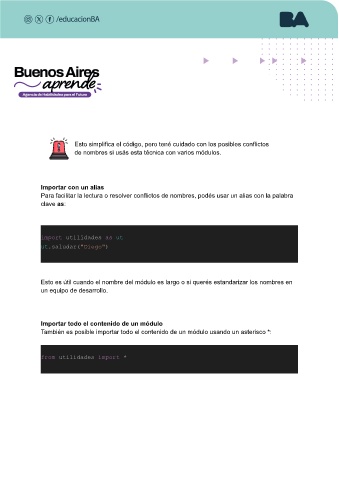 /educacionBA
BA
Buenos Aires
aprende
Agencia de Habilidades para el Futuro
Esto simplifica el código, pero tené cuidado con los posibles conflictos
de nombres si usás esta técnica con varios módulos.
Importar con un alias
Para facilitar la lectura o resolver conflictos de nombres, podés usar un alias con la palabra
clave as:
import utilidades as ut
ut.saludar("Diego")
Esto es útil cuando el nombre del módulo es largo o si querés estandarizar los nombres en
un equipo de desarrollo.
Importar todo el contenido de un módulo
También es posible importar todo el contenido de un módulo usando un asterisco *:
from utilidades import *